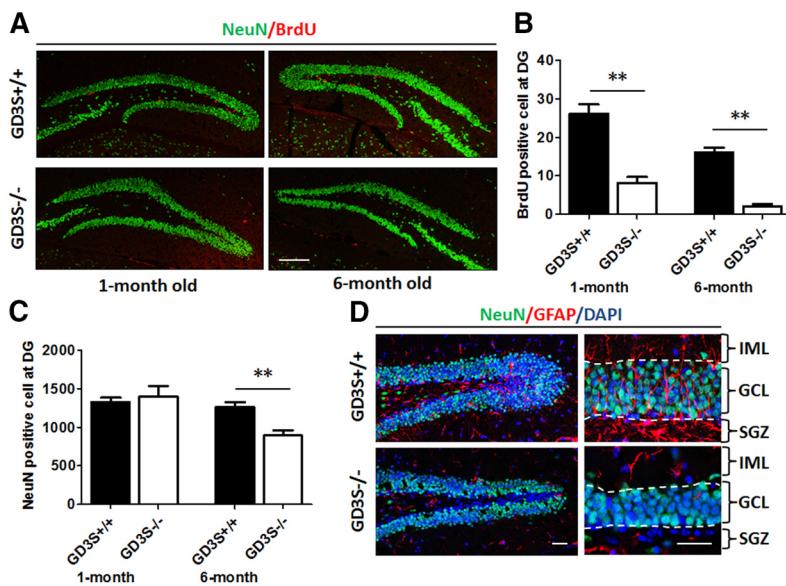 A
NeuN/BrdU
GD3S+/+
GD3S-/-
1-month old
6-month old
B
BrdU positive cell at DG
40
30
20
10
0
**
**
GD3S+/+
GD3S-/-
GD3S+/+
GD3S-/-
1-month
6-month
C
NeuN positive cell at DG
2000
1500
1000
500
0
**
GD3S+/+
GD3S-/-
GD3S+/+
GD3S-/-
1-month
6-month
D
NeuN/GFAP/DAPI
GD3S+/+
IML
GCL
SGZ
GD3S-/-
IML
GCL
SGZ